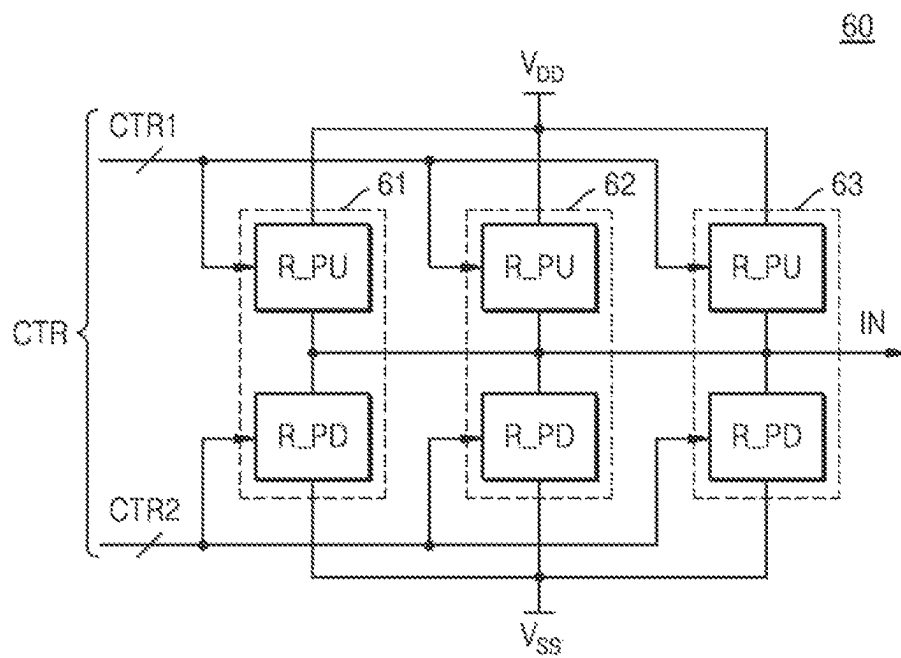 60
VDD
CTR1
61
62
63
R_PU
R_PU
R_PU
CTR
IN
R_PD
R_PD
R_PD
CTR2
VSS